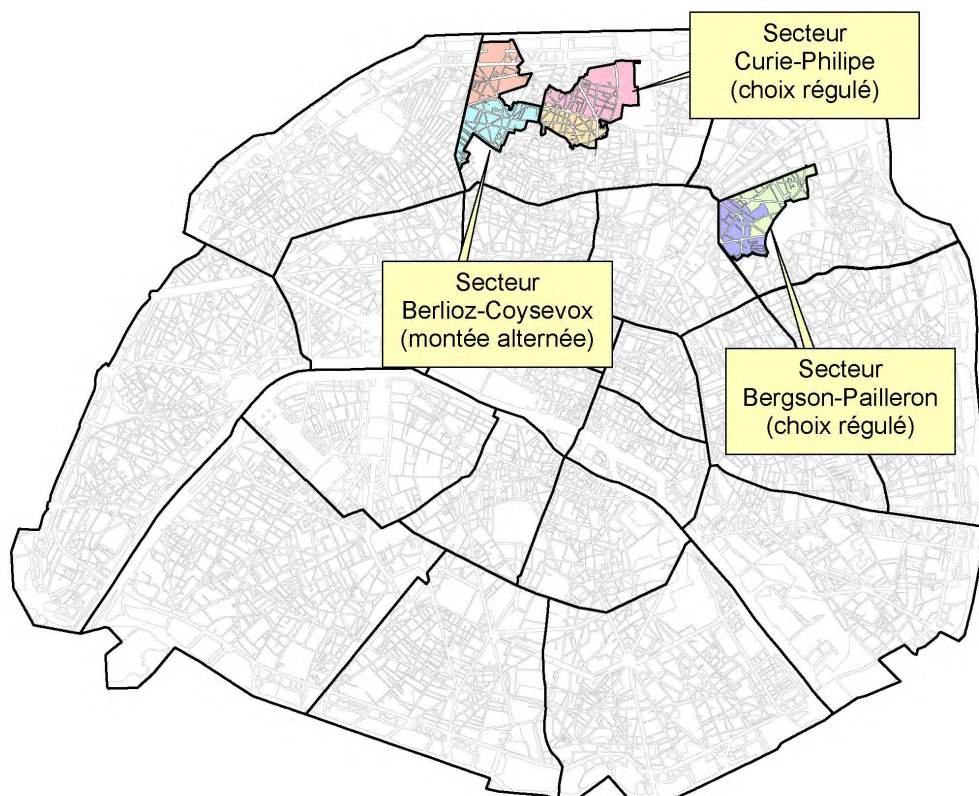 Secteur
Curie-Philipe
(choix régulé)
Secteur
Berlioz-Coysevox
(montée alternée)
Secteur
Bergson-Pailleron
(choix régulé)